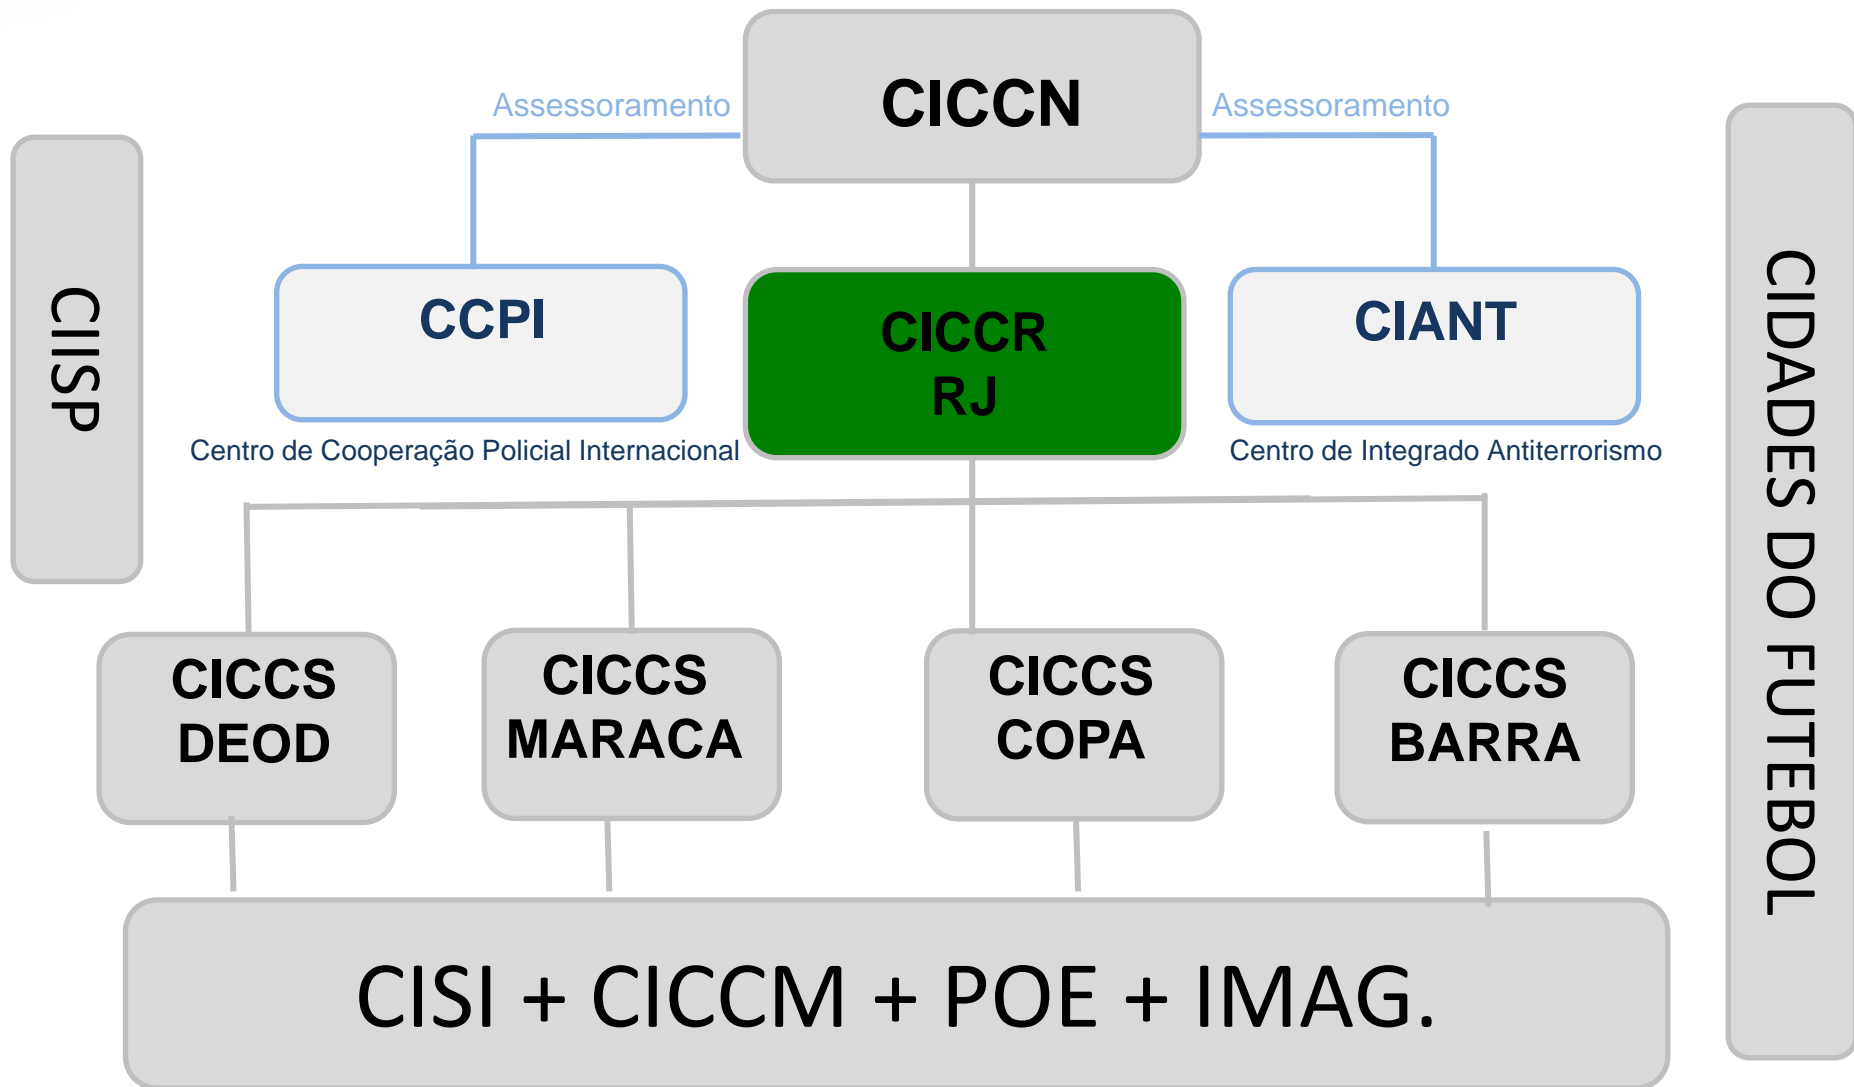 CICCN
Assessoramento
Assessoramento
CIISP
CCPI
Centro de Cooperação Policial Internacional
CICCR
RJ
CIANT
Centro de Integrado Antiterrorismo
CIDADES DO FUTEBOL
CICCS
DEOD
CICCS
MARACA
CICCS
COPA
CICCS
BARRA
CISI + CICCM + POE + IMAG.